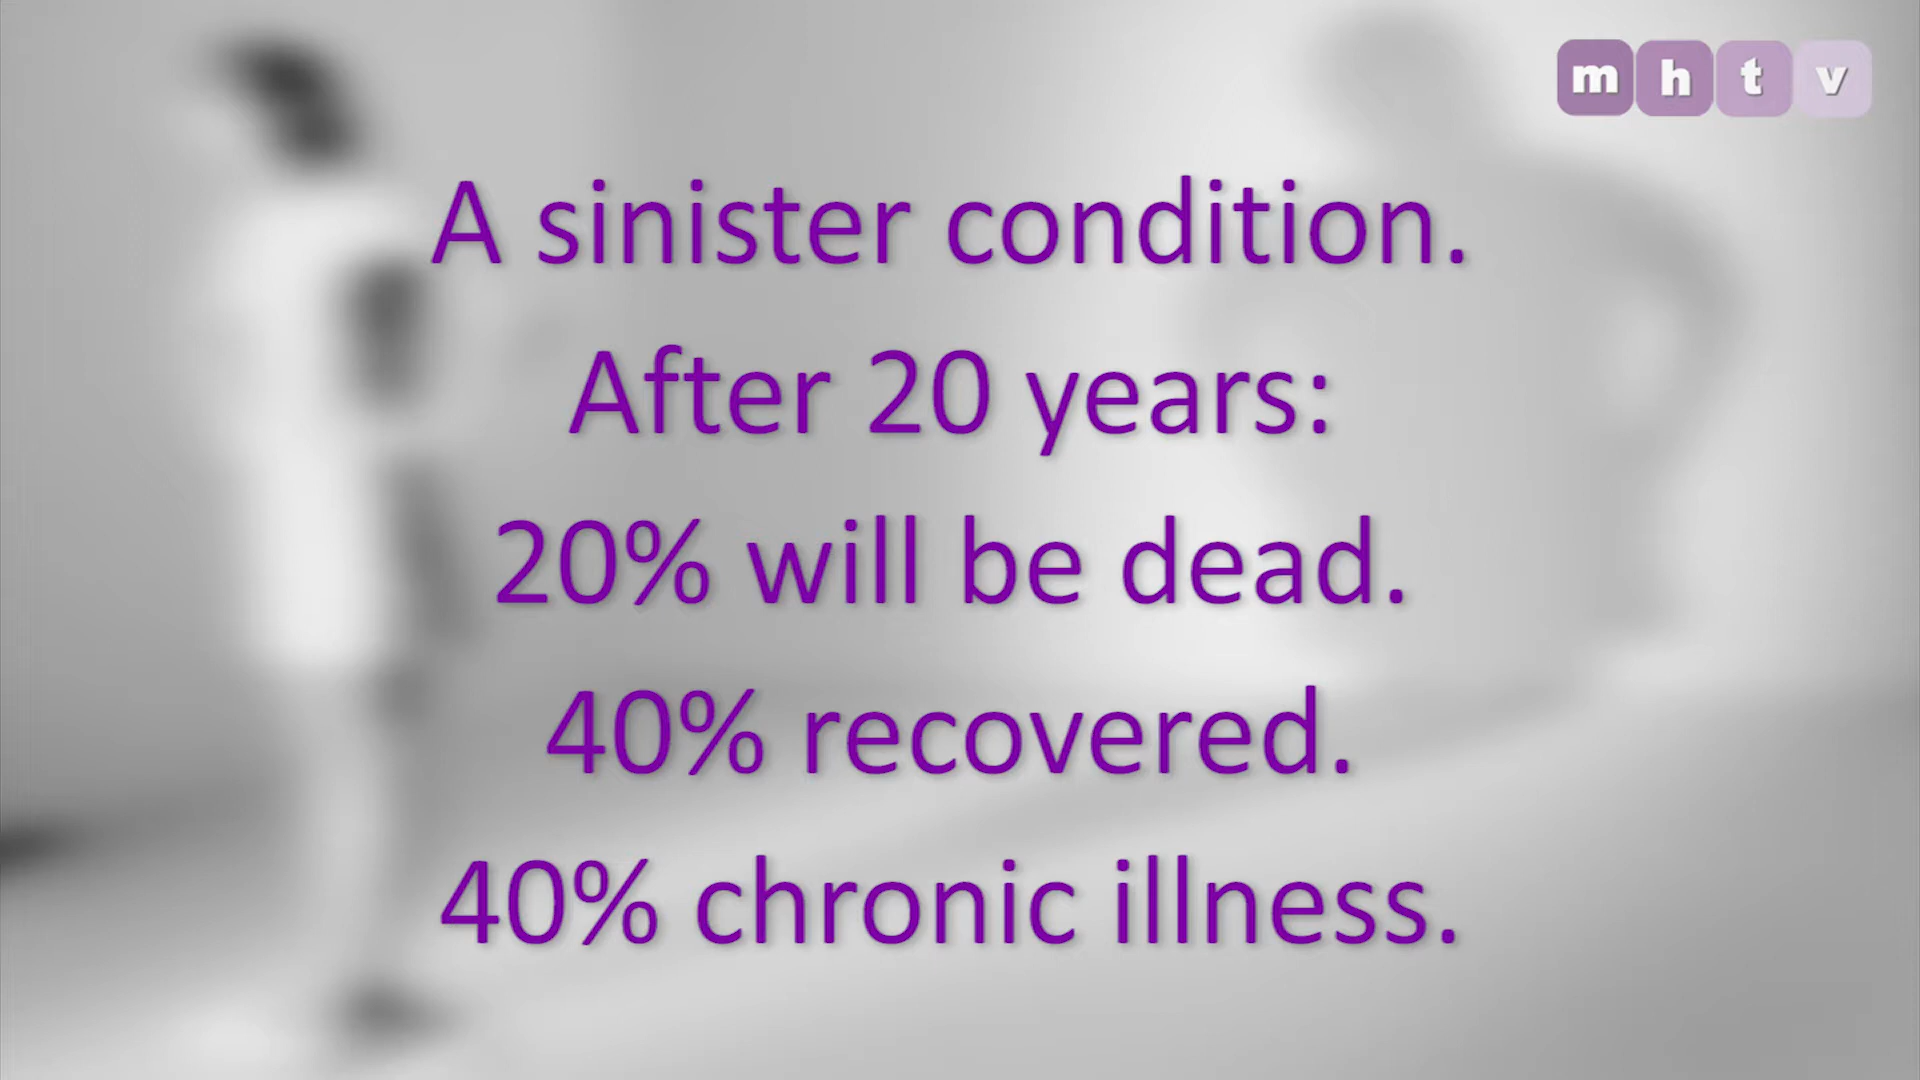 m h t v
A sinister condition.
After 20 years:
20% will be dead.
40% recovered.
40% chronic illness.